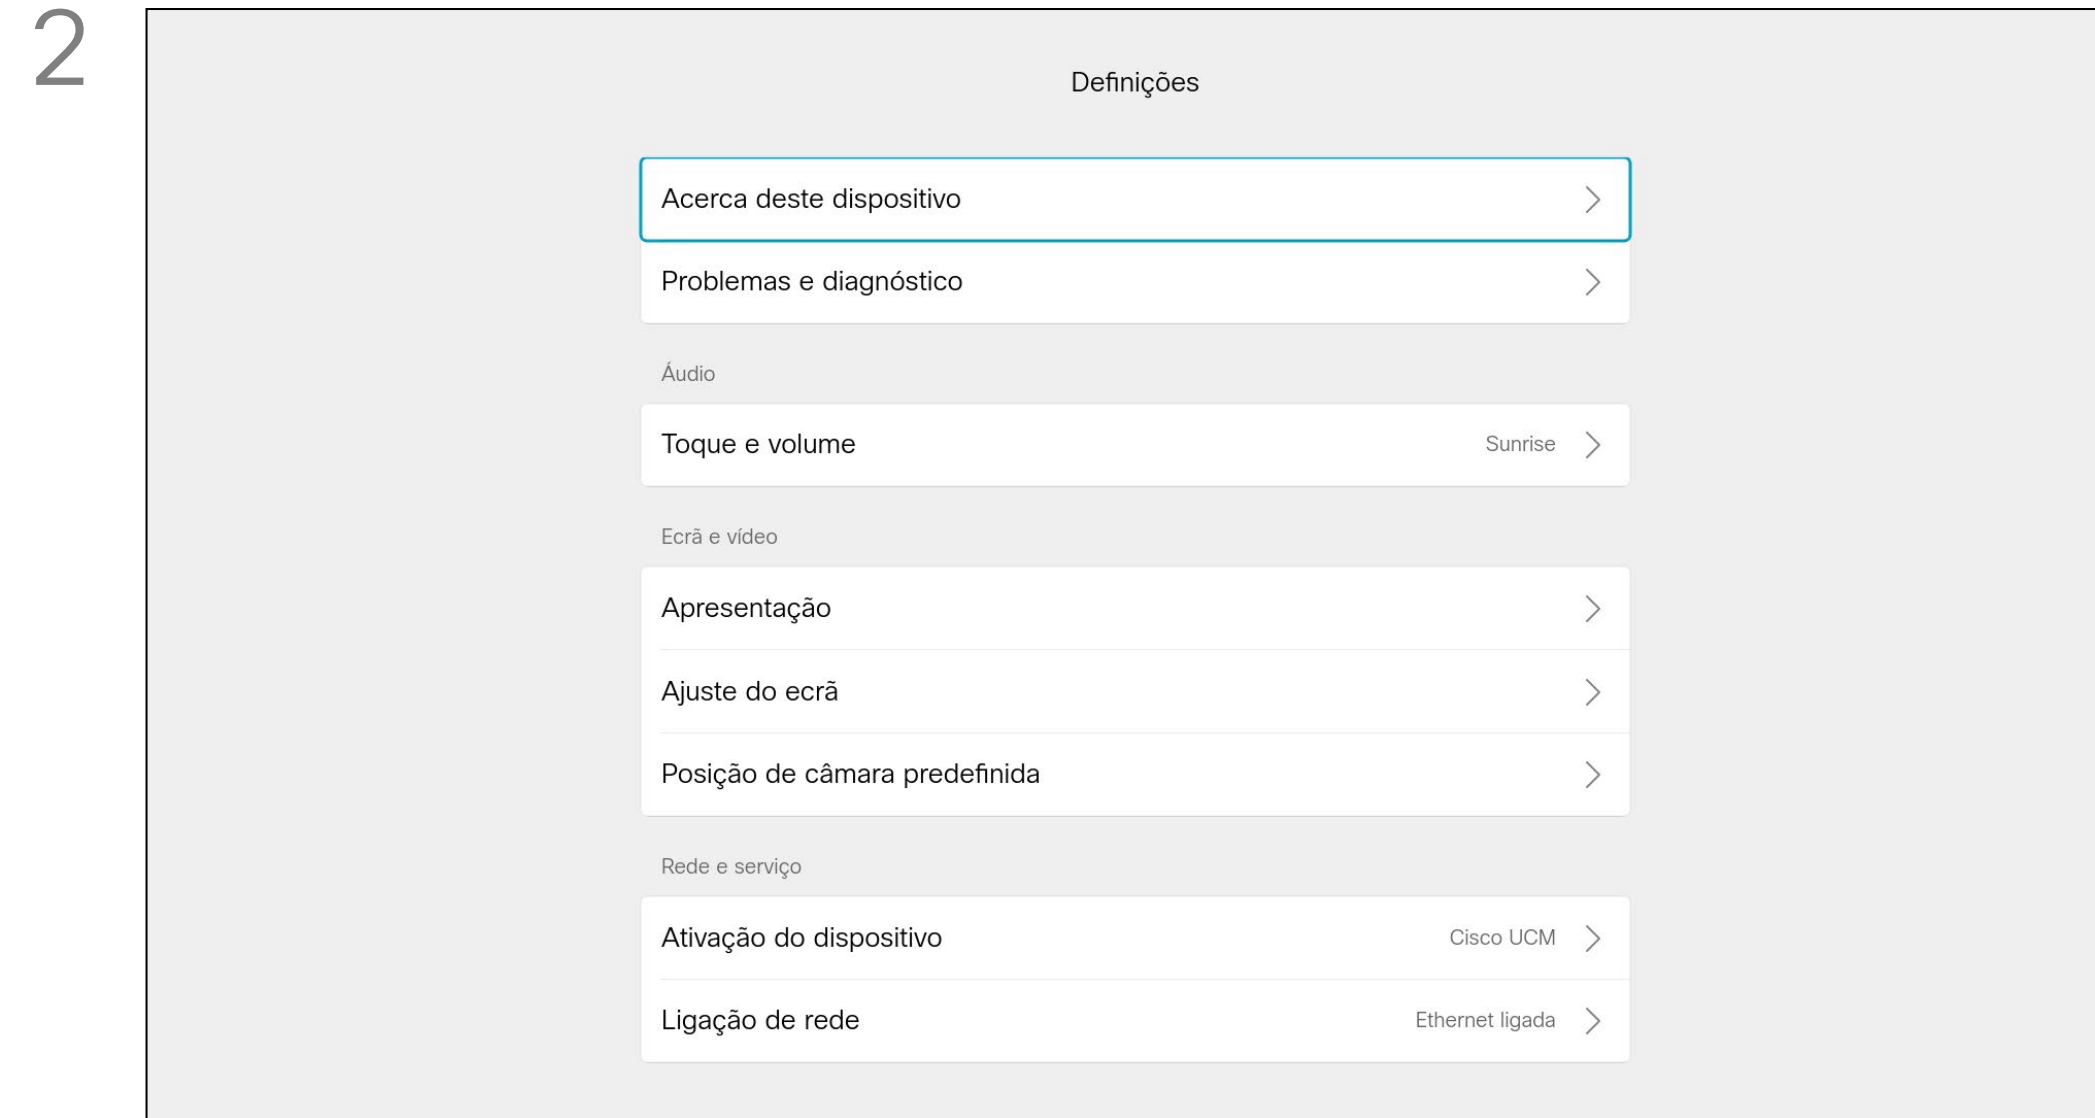 2
Definições
Acerca deste dispositivo
Problemas e diagnóstico
Áudio
Toque e volume Sunrise
Ecrã e vídeo
Apresentação
Ajuste do ecrã
Posição de câmara predefinida
Rede e serviço
Ativação do dispositivo Cisco UCM
Ligação de rede Ethernet ligada